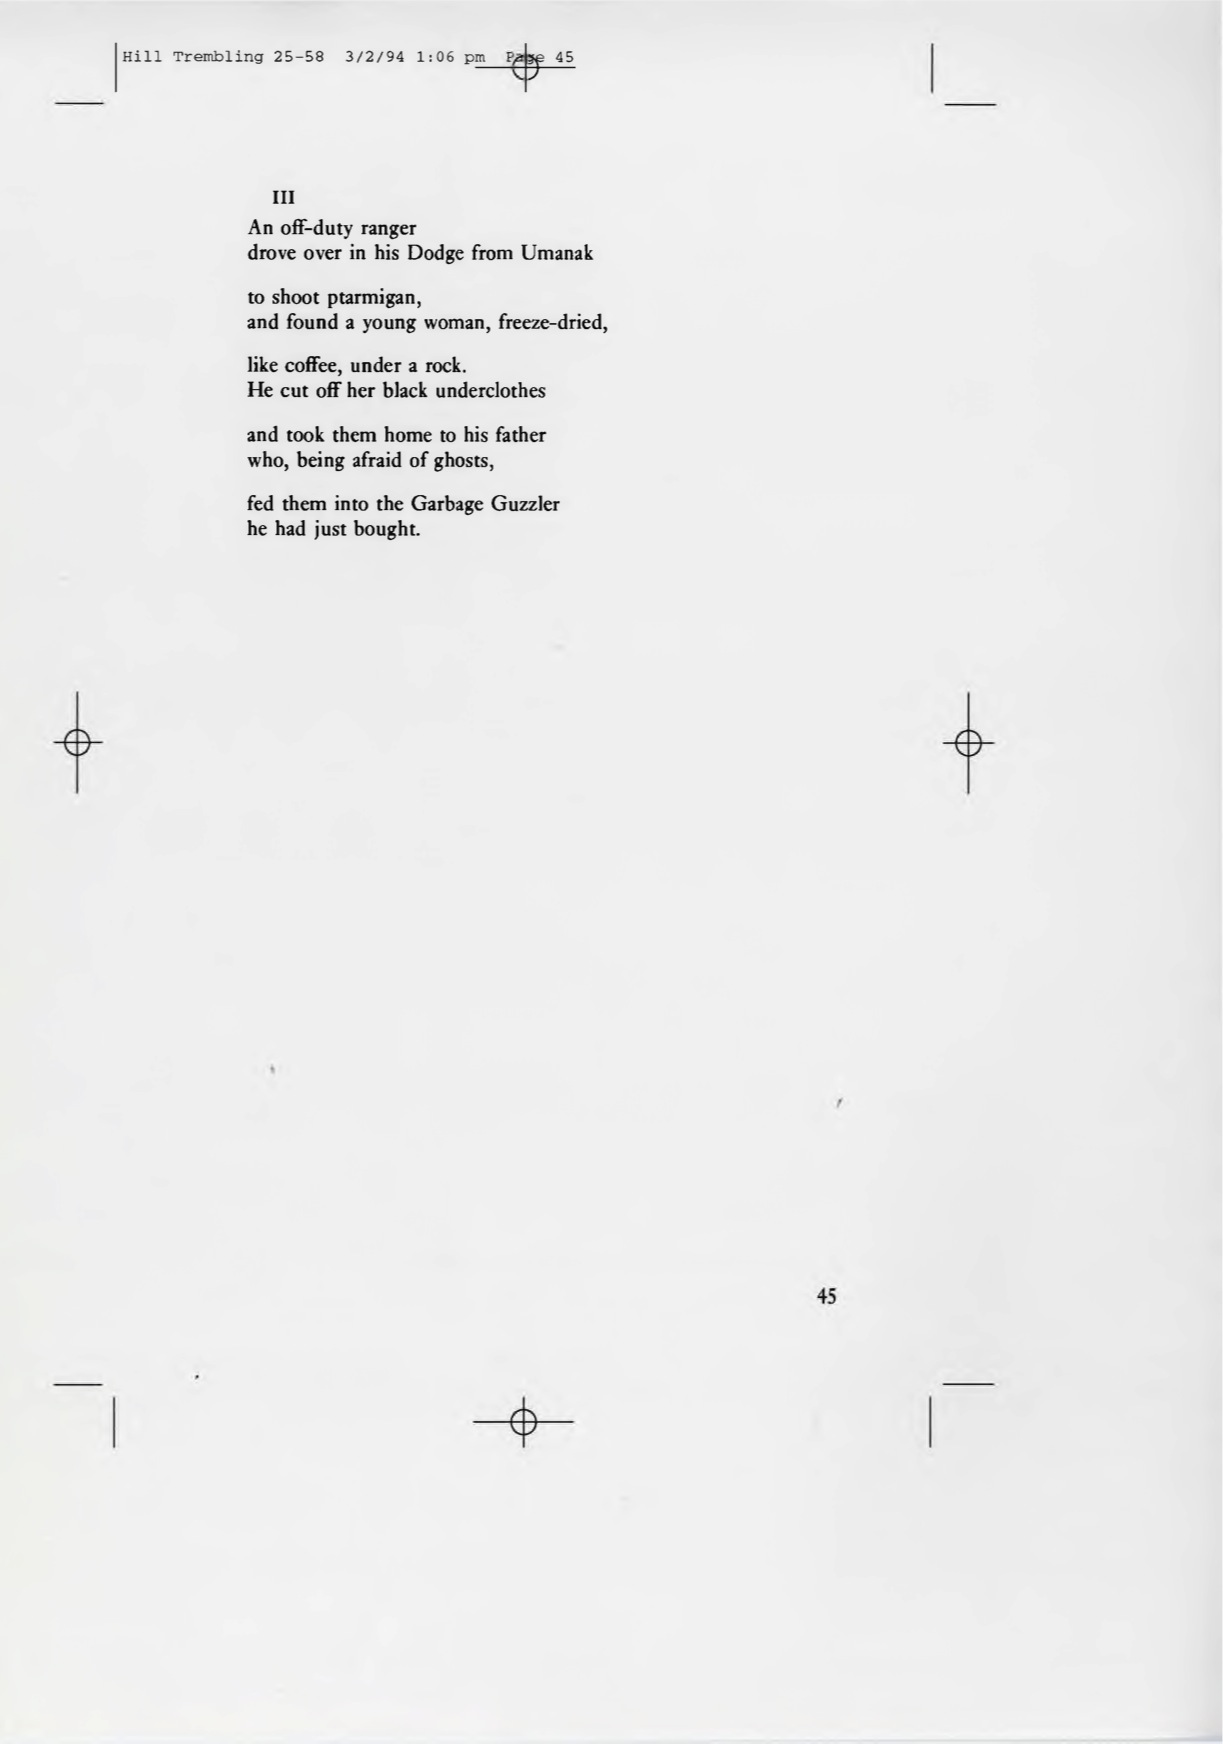 Hill Trembling 25-58 3/2/94 1:06 pm Page 45
III
An off-duty ranger
drove over in his Dodge from Umanak
to shoot ptarmigan,
and found a young woman, freeze-dried,
like coffee, under a rock.
He cut off her black underclothes
and took them home to his father
who, being afraid of ghosts,
fed them into the Garbage Guzzler
he had just bought.
45